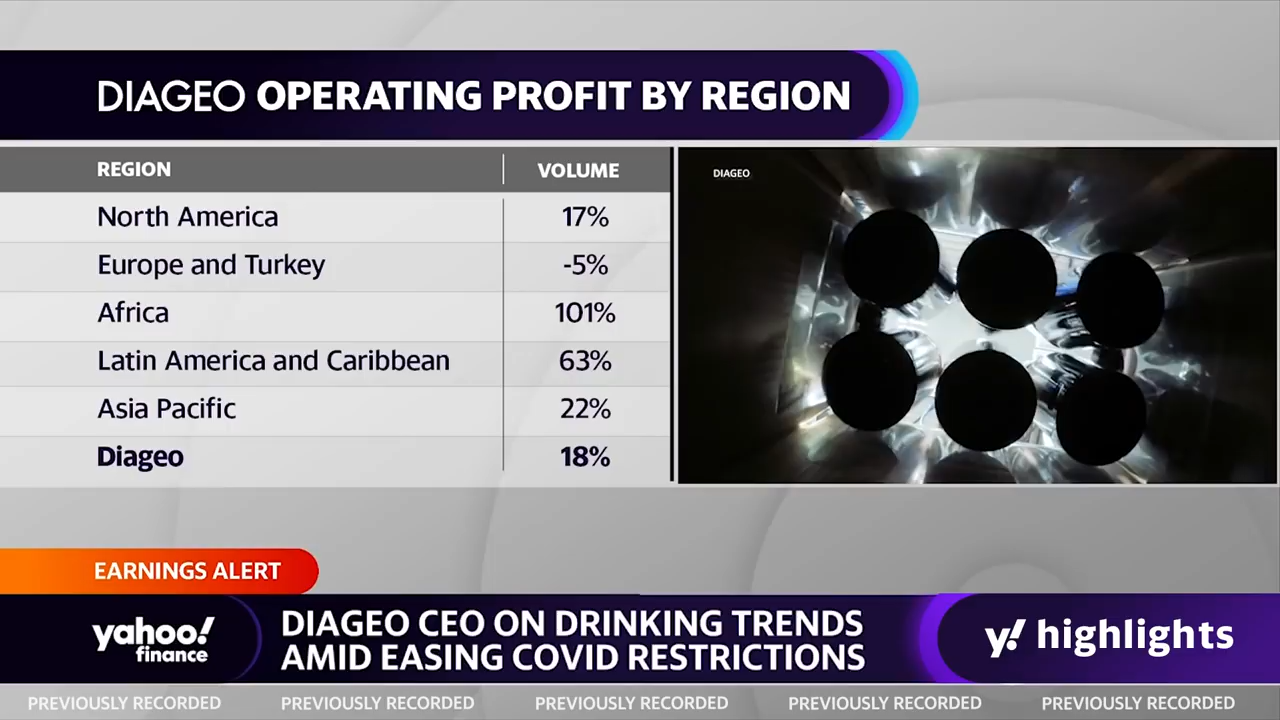 DIAGEO OPERATING PROFIT BY REGION
REGION VOLUME
North America 17%
Europe and Turkey -5%
Africa 101%
Latin America and Caribbean 63%
Asia Pacific 22%
Diageo 18%
DIAGEO
EARNINGS ALERT
yahoo!
finance
DIAGEO CEO ON DRINKING TRENDS
AMID EASING COVID RESTRICTIONS
y! highlights
PREVIOUSLY RECORDED PREVIOUSLY RECORDED PREVIOUSLY RECORDED PREVIOUSLY RECORDED PREVIOUSLY RECORDED